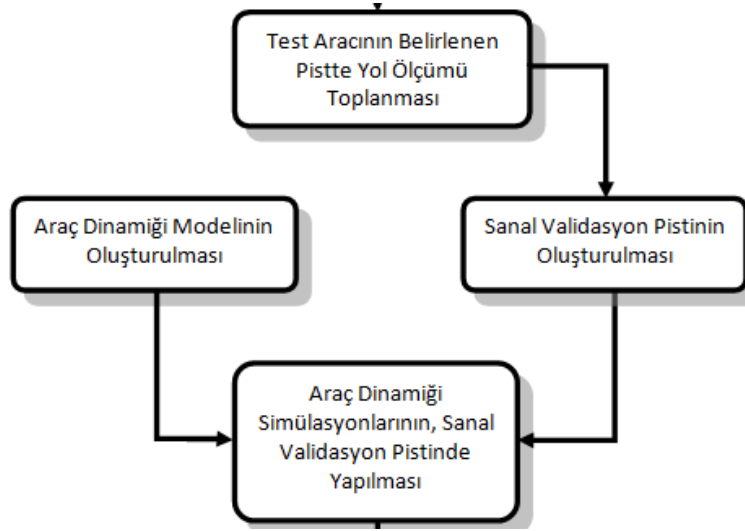 Test Aracının Belirlenen
Pistte Yol Ölçümü
Toplanması
Araç Dinamiği Modelinin
Oluşturulması
Sanal Validasyon Pistinin
Oluşturulması
Araç Dinamiği
Simülasyonlarının, Sanal
Validasyon Pistinde
Yapılması